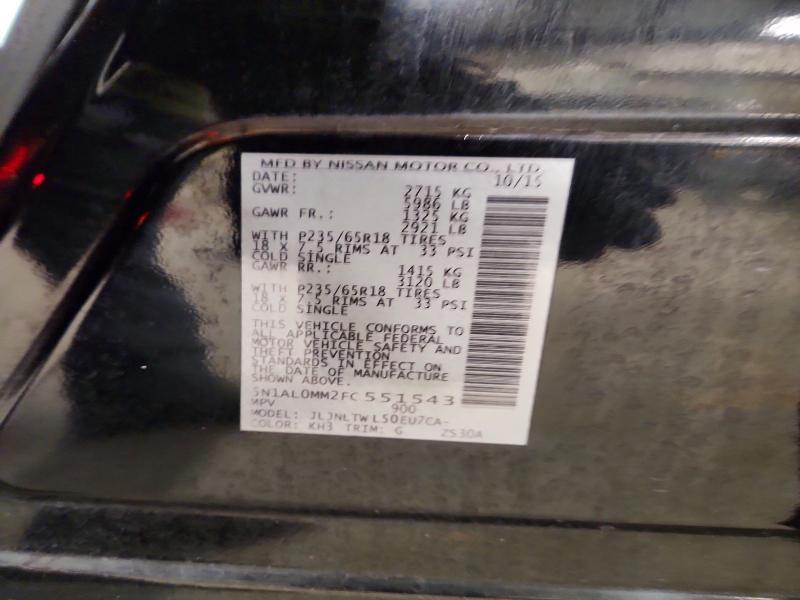 MFD BY NISSAN MOTOR CO., LTD
DATE: 10/15
GVWR: 2715 KG
5986 LB
GAWR FR.: 1325 KG
2921 LB
WITH P235/65R18 TIRES
18 X 7.5 RIMS AT 33 PSI
COLD SINGLE
GAWR RR.: 1415 KG
3120 LB
WITH P235/65R18 TIRES
18 X 7.5 RIMS AT 33 PSI
COLD SINGLE
THIS VEHICLE CONFORMS TO
ALL APPLICABLE FEDERAL
MOTOR VEHICLE SAFETY AND
THEFT PREVENTION
STANDARDS IN EFFECT ON
THE DATE OF MANUFACTURE
SHOWN ABOVE.
5N1AL0MM2FC551543
MPV 900
MODEL: JLJNLTWL50EU7CA-
COLOR: KH3 TRIM: G ZS30A